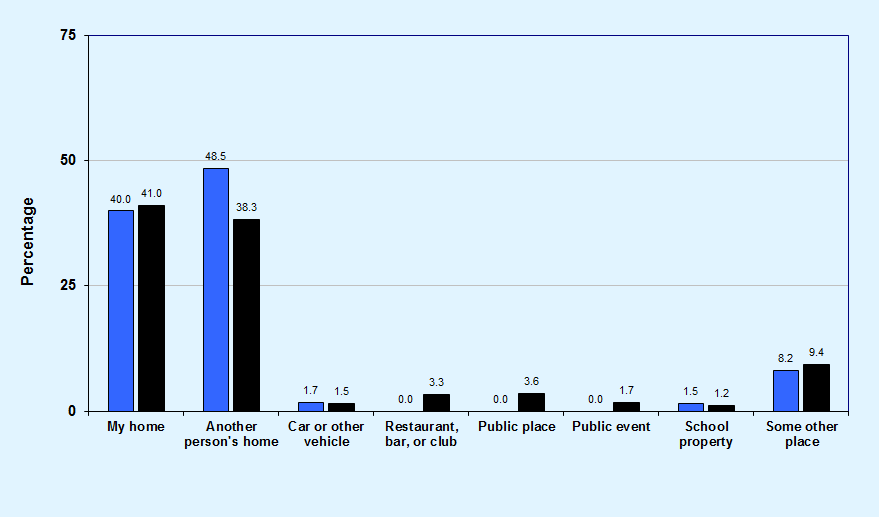 75
50
25
0
Percentage
40.0 41.0
48.5 38.3
1.7 1.5
0.0 3.3
0.0 3.6
0.0 1.7
1.5 1.2
8.2 9.4
My home
Another
person's home
Car or other
vehicle
Restaurant,
bar, or club
Public place
Public event
School
property
Some other
place